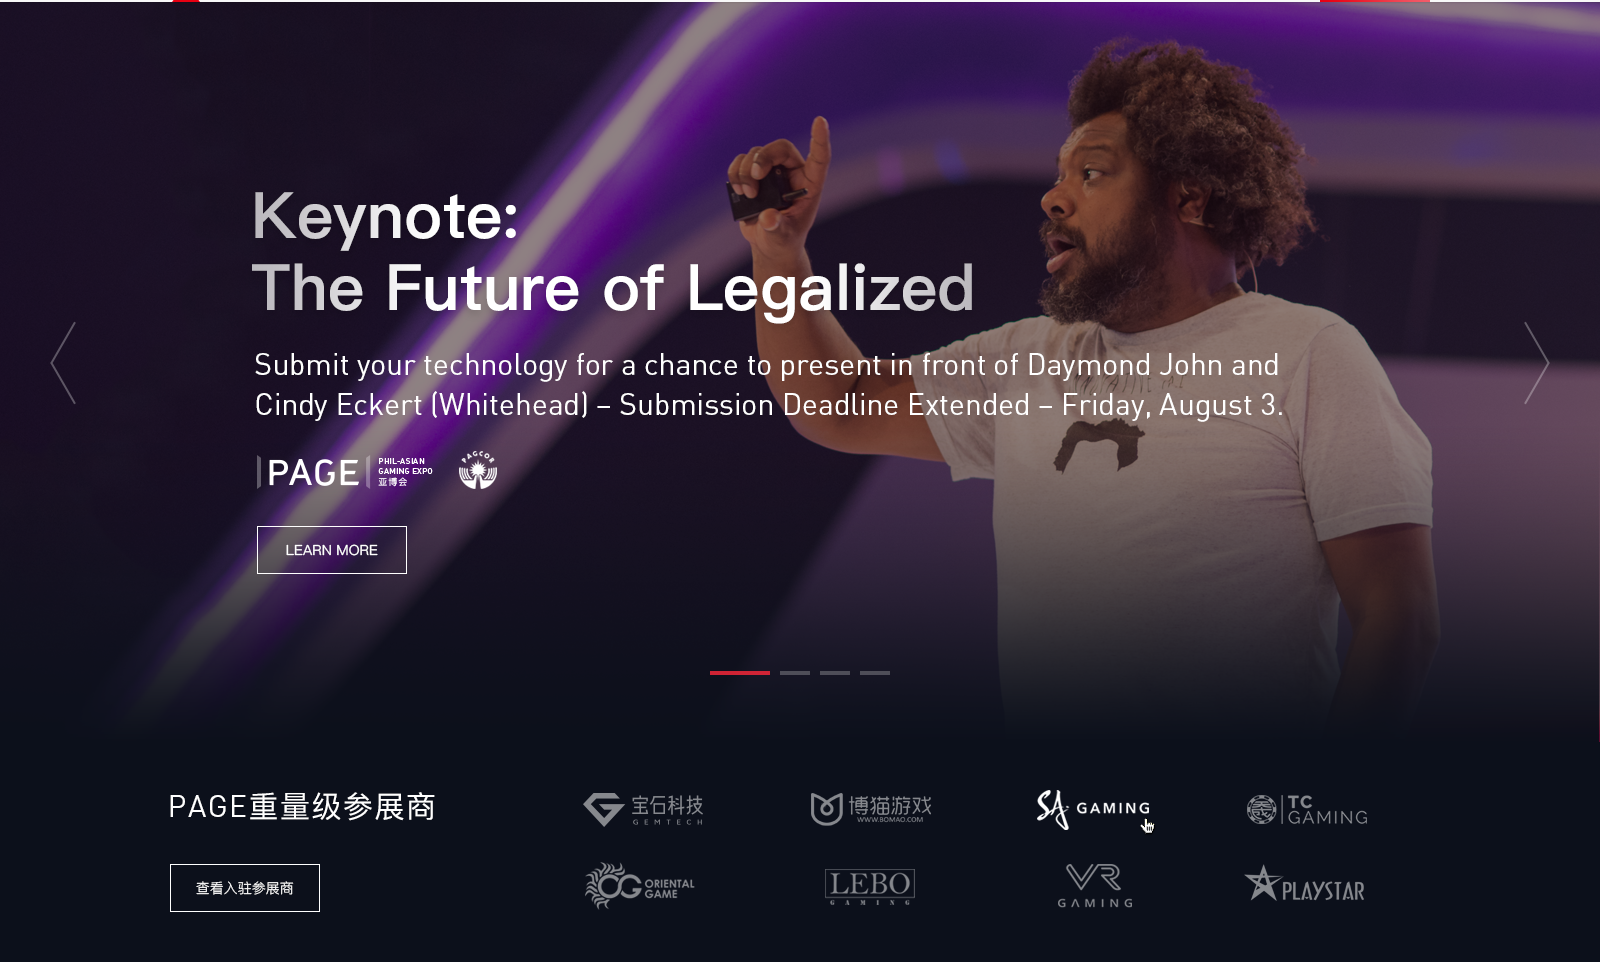 Keynote:
The Future of Legalized
Submit your technology for a chance to present in front of Daymond John and
Cindy Eckert (Whitehead) – Submission Deadline Extended – Friday, August 3.
PAGE
PHIL-ASIAN
GAMING EXPO
亚博会
PAGCOR
LEARN MORE
PAGE重量级参展商
查看入驻参展商
宝石科技
GEMTECH
博猫游戏
WWW.BOMAO.COM
SA GAMING
TC
GAMING
OG ORIENTAL
GAME
LEBO
GAMING
VR
GAMING
PLAYSTAR